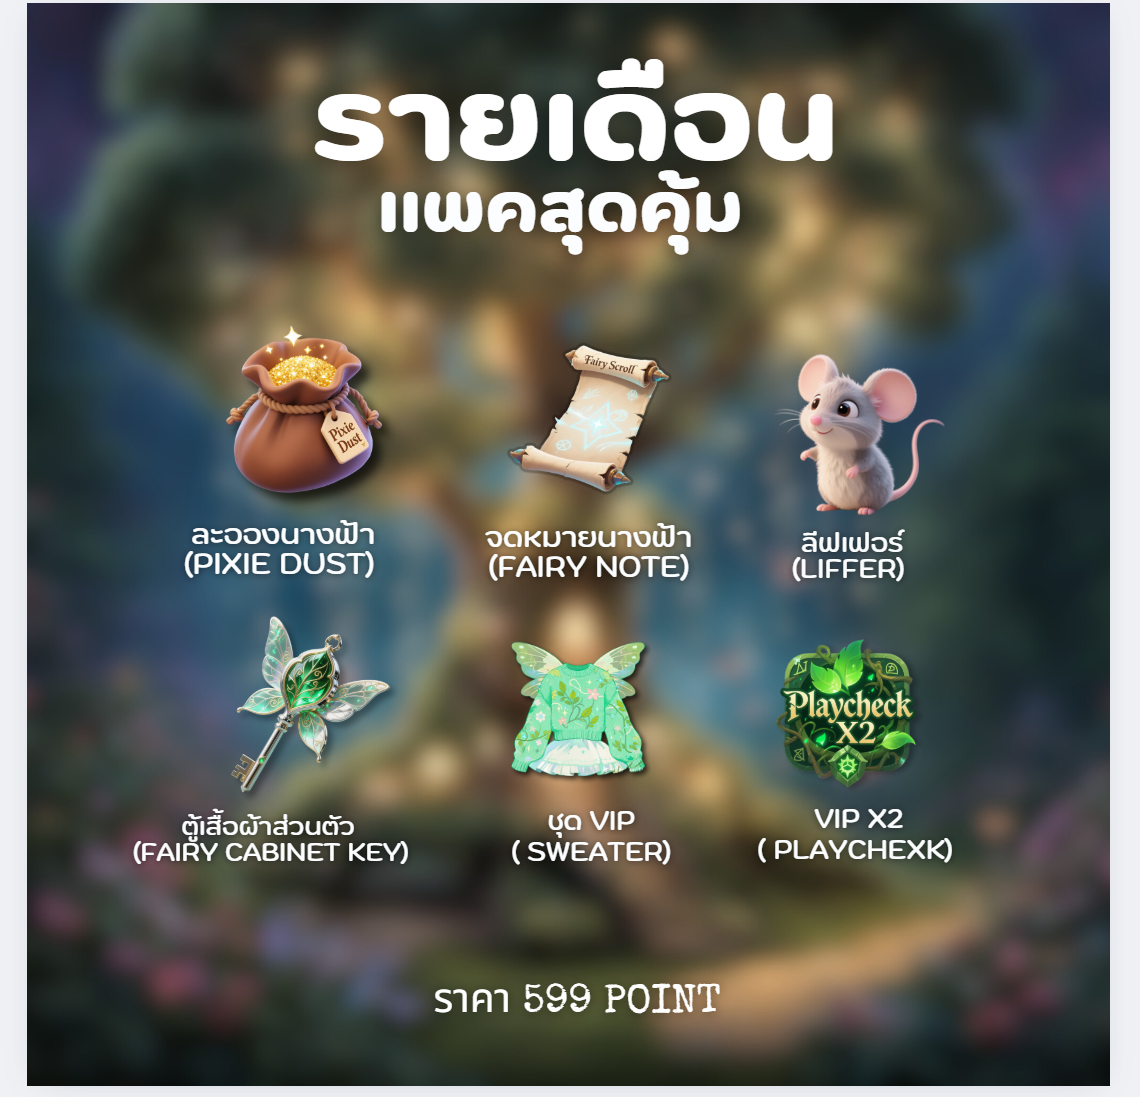 รายเดือน
แพคสุดคุ้ม
Pixie
Dust
Fairy Scroll
ละอองนางฟ้า
(PIXIE DUST)
จดหมายนางฟ้า
(FAIRY NOTE)
ลีฟเฟอร์
(LIFFER)
Playcheck
X2
ตู้เสื้อผ้าส่วนตัว
(FAIRY CABINET KEY)
ชุด VIP
( SWEATER)
VIP X2
( PLAYCHEXK)
ราคา 599 POINT